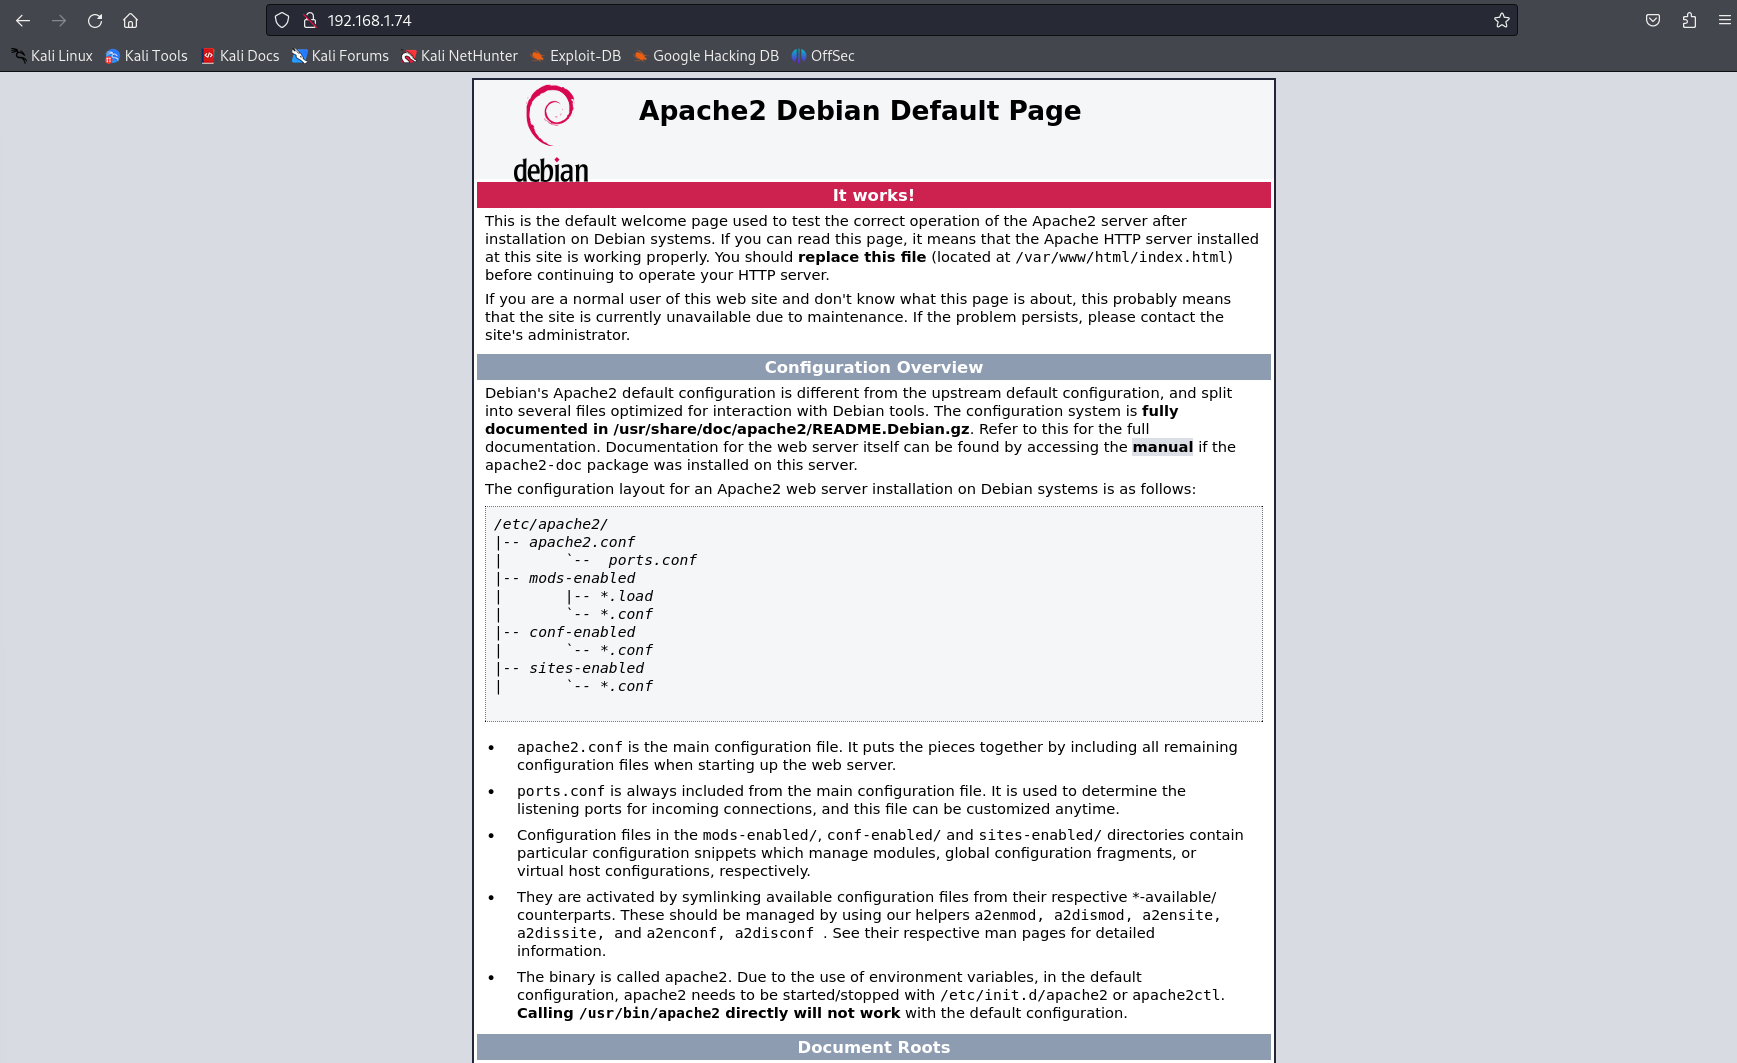 192.168.1.74
Kali Linux Kali Tools Kali Docs Kali Forums Kali NetHunter Exploit-DB Google Hacking DB OffSec
debian
Apache2 Debian Default Page
It works!
This is the default welcome page used to test the correct operation of the Apache2 server after
installation on Debian systems. If you can read this page, it means that the Apache HTTP server installed
at this site is working properly. You should replace this file (located at /var/www/html/index.html)
before continuing to operate your HTTP server.
If you are a normal user of this web site and don't know what this page is about, this probably means
that the site is currently unavailable due to maintenance. If the problem persists, please contact the
site's administrator.
Configuration Overview
Debian's Apache2 default configuration is different from the upstream default configuration, and split
into several files optimized for interaction with Debian tools. The configuration system is fully
documented in /usr/share/doc/apache2/README.Debian.gz. Refer to this for the full
documentation. Documentation for the web server itself can be found by accessing the manual if the
apache2-doc package was installed on this server.
The configuration layout for an Apache2 web server installation on Debian systems is as follows:
/etc/apache2/
|-- apache2.conf
|       `--  ports.conf
|-- mods-enabled
|       |-- *.load
|       `-- *.conf
|-- conf-enabled
|       `-- *.conf
|-- sites-enabled
|       `-- *.conf
• apache2.conf is the main configuration file. It puts the pieces together by including all remaining
configuration files when starting up the web server.
• ports.conf is always included from the main configuration file. It is used to determine the
listening ports for incoming connections, and this file can be customized anytime.
• Configuration files in the mods-enabled/, conf-enabled/ and sites-enabled/ directories contain
particular configuration snippets which manage modules, global configuration fragments, or
virtual host configurations, respectively.
• They are activated by symlinking available configuration files from their respective *-available/
counterparts. These should be managed by using our helpers a2enmod, a2dismod, a2ensite,
a2dissite, and a2enconf, a2disconf . See their respective man pages for detailed
information.
• The binary is called apache2. Due to the use of environment variables, in the default
configuration, apache2 needs to be started/stopped with /etc/init.d/apache2 or apache2ctl.
Calling /usr/bin/apache2 directly will not work with the default configuration.
Document Roots